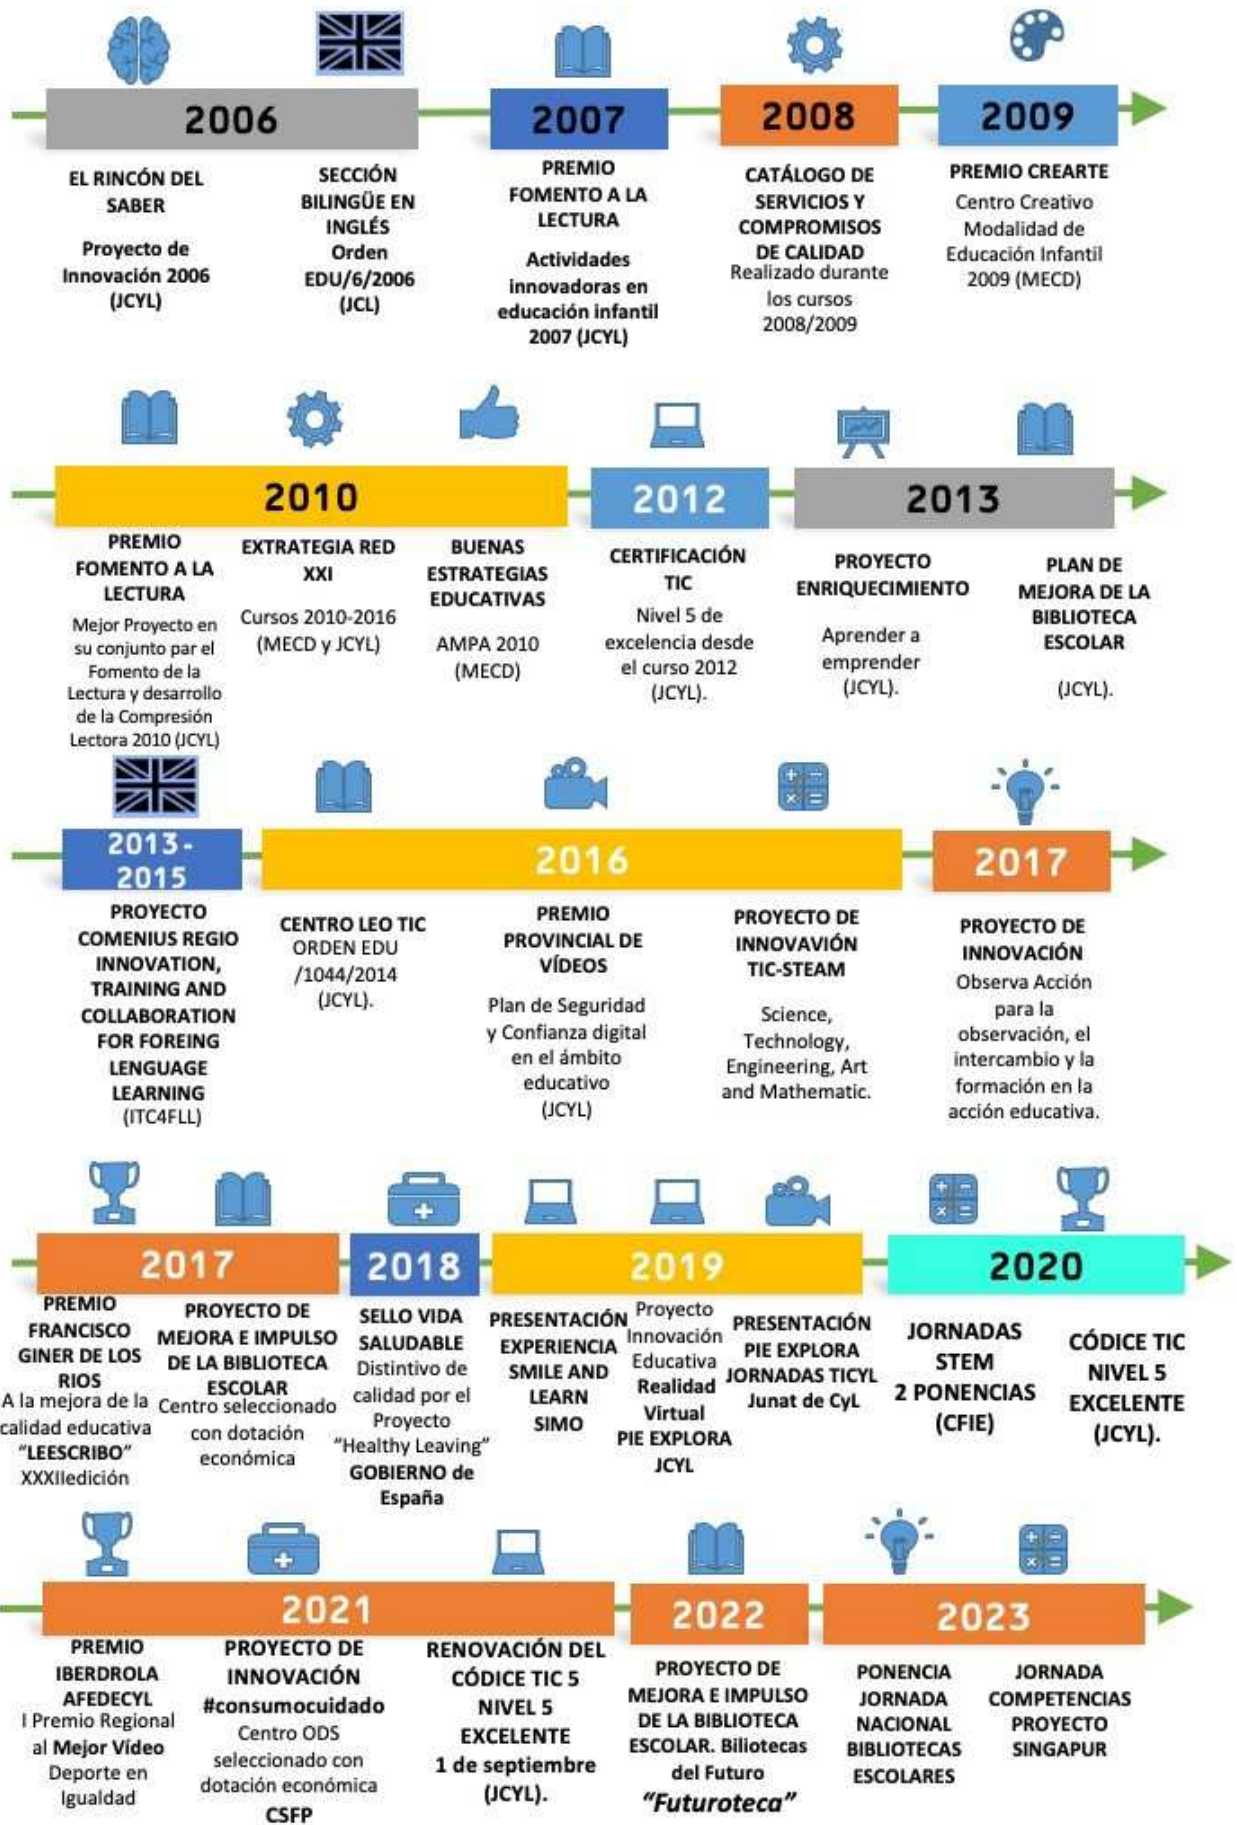 2006
EL RINCÓN DEL
SABER
Proyecto de
Innovación 2006
(JCYL)
SECCIÓN
BILINGÜE EN
INGLÉS
Orden
EDU/6/2006
(JCL)
2007
PREMIO
FOMENTO A LA
LECTURA
Actividades
innovadoras en
educación infantil
2007 (JCYL)
2008
CATÁLOGO DE
SERVICIOS Y
COMPROMISOS
DE CALIDAD
Realizado durante
los cursos
2008/2009
2009
PREMIO CREARTE
Centro Creativo
Modalidad de
Educación Infantil
2009 (MECD)
2010
PREMIO
FOMENTO A LA
LECTURA
Mejor Proyecto en
su conjunto par el
Fomento de la
Lectura y desarrollo
de la Compresión
Lectora 2010 (JCYL)
EXTRATEGIA RED
XXI
Cursos 2010-2016
(MECD y JCYL)
BUENAS
ESTRATEGIAS
EDUCATIVAS
AMPA 2010
(MECD)
2012
CERTIFICACIÓN
TIC
Nivel 5 de
excelencia desde
el curso 2012
(JCYL).
2013
PROYECTO
ENRIQUECIMIENTO
Aprender a
emprender
(JCYL).
PLAN DE
MEJORA DE LA
BIBLIOTECA
ESCOLAR
(JCYL).
2013-
2015
PROYECTO
COMENIUS REGIO
INNOVATION,
TRAINING AND
COLLABORATION
FOR FOREING
LENGUAGE
LEARNING
(ITC4FLL)
2016
CENTRO LEO TIC
ORDEN EDU
/1044/2014
(JCYL).
PREMIO
PROVINCIAL DE
VÍDEOS
Plan de Seguridad
y Confianza digital
en el ámbito
educativo
(JCYL)
PROYECTO DE
INNOVAVIÓN
TIC-STEAM
Science,
Technology,
Engineering, Art
and Mathematic.
2017
PROYECTO DE
INNOVACIÓN
Observa Acción
para la
observación, el
intercambio y la
formación en la
acción educativa.
2017
PREMIO
FRANCISCO
GINER DE LOS
RIOS
A la mejora de la
calidad educativa
"LEESCRIBO"
XXXIIedición
PROYECTO DE
MEJORA E IMPULSO
DE LA BIBLIOTECA
ESCOLAR
Centro seleccionado
con dotación
económica
2018
SELLO VIDA
SALUDABLE
Distintivo de
calidad por el
Proyecto
"Healthy Leaving"
GOBIERNO de
España
2019
PRESENTACIÓN
EXPERIENCIA
SMILE AND
LEARN
SIMO
Proyecto
Innovación
Educativa
Realidad
Virtual
PIE EXPLORA
JCYL
PRESENTACIÓN
PIE EXPLORA
JORNADAS TICYL
Junat de CyL
2020
JORNADAS
STEM
2 PONENCIAS
(CFIE)
CÓDICE TIC
NIVEL 5
EXCELENTE
(JCYL).
2021
PREMIO
IBERDROLA
AFEDECYL
I Premio Regional
al Mejor Vídeo
Deporte en
Igualdad
PROYECTO DE
INNOVACIÓN
#consumocuidado
Centro ODS
seleccionado con
dotación económica
CSFP
RENOVACIÓN DEL
CÓDICE TIC 5
NIVEL 5
EXCELENTE
1 de septiembre
(JCYL).
2022
PROYECTO DE
MEJORA E IMPULSO
DE LA BIBLIOTECA
ESCOLAR. Biliotecas
del Futuro
"Futuroteca"
2023
PONENCIA
JORNADA
NACIONAL
BIBLIOTECAS
ESCOLARES
JORNADA
COMPETENCIAS
PROYECTO
SINGAPUR